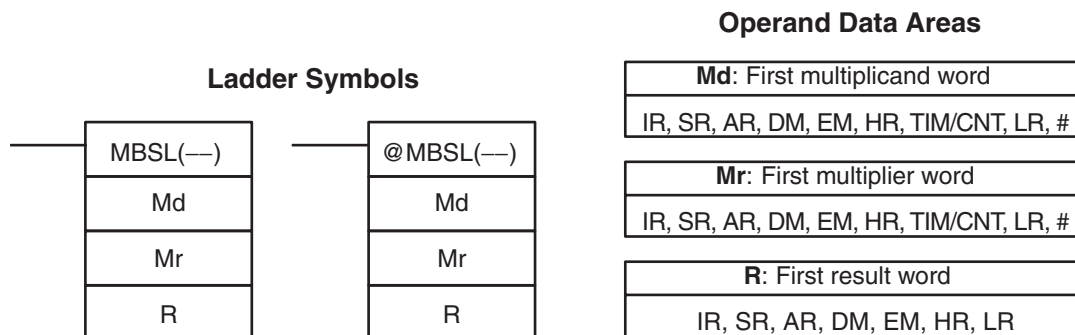 Ladder Symbols
MBSL(––)
Md
Mr
R
@MBSL(––)
Md
Mr
R
Operand Data Areas
Md: First multiplicand word
IR, SR, AR, DM, EM, HR, TIM/CNT, LR, #
Mr: First multiplier word
IR, SR, AR, DM, EM, HR, TIM/CNT, LR, #
R: First result word
IR, SR, AR, DM, EM, HR, LR